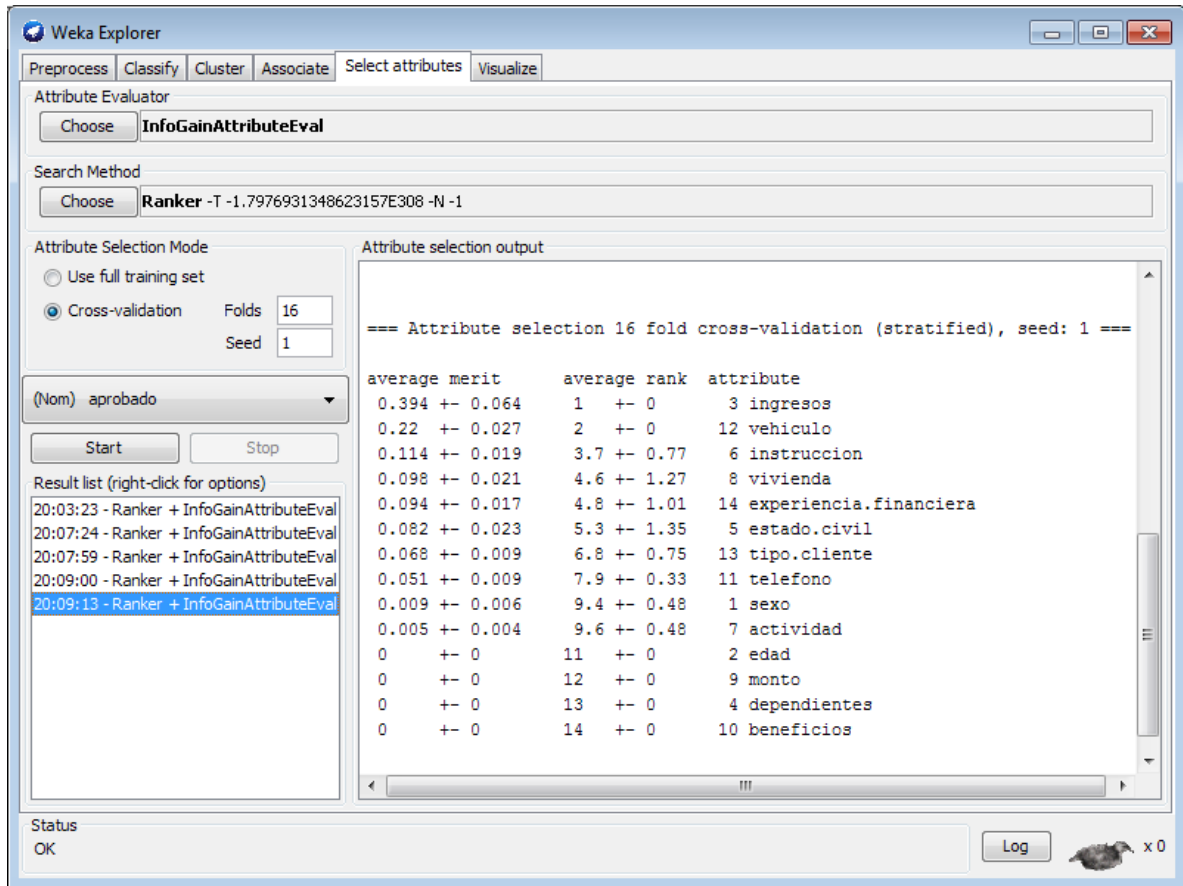 Weka Explorer
Preprocess Classify Cluster Associate Select attributes Visualize
Attribute Evaluator
Choose InfoGainAttributeEval
Search Method
Choose Ranker -T -1.7976931348623157E308 -N -1
Attribute Selection Mode
Use full training set
Cross-validation Folds 16
Seed 1
(Nom) aprobado
Start Stop
Result list (right-click for options)
20:03:23 - Ranker + InfoGainAttributeEval
20:07:24 - Ranker + InfoGainAttributeEval
20:07:59 - Ranker + InfoGainAttributeEval
20:09:00 - Ranker + InfoGainAttributeEval
20:09:13 - Ranker + InfoGainAttributeEval
Attribute selection output
=== Attribute selection 16 fold cross-validation (stratified), seed: 1 ===
average merit average rank attribute
0.394 +- 0.064 1 +- 0 3 ingresos
0.22 +- 0.027 2 +- 0 12 vehiculo
0.114 +- 0.019 3.7 +- 0.77 6 instruccion
0.098 +- 0.021 4.6 +- 1.27 8 vivienda
0.094 +- 0.017 4.8 +- 1.01 14 experiencia.financiera
0.082 +- 0.023 5.3 +- 1.35 5 estado.civil
0.068 +- 0.009 6.8 +- 0.75 13 tipo.cliente
0.051 +- 0.009 7.9 +- 0.33 11 telefono
0.009 +- 0.006 9.4 +- 0.48 1 sexo
0.005 +- 0.004 9.6 +- 0.48 7 actividad
0 +- 0 11 +- 0 2 edad
0 +- 0 12 +- 0 9 monto
0 +- 0 13 +- 0 4 dependientes
0 +- 0 14 +- 0 10 beneficios
Status
OK
Log x 0